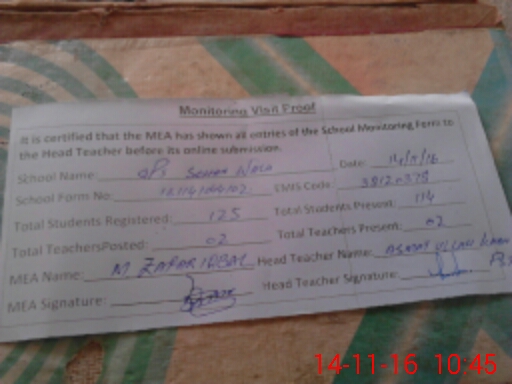 Monitoring Visit Proof
It is certified that the MEA has shown all entries of the School Monitoring Form to
the Head Teacher before its online submission.
School Name: GPS Date: 14/11/16
School Form No: EMIS Code:
Total Students Registered: 125 Total Students Present: 114
Total TeachersPosted: 02 Total Teachers Present: 02
MEA Name: M ZAFAR IQBAL Head Teacher Name:
MEA Signature: Head Teacher Signature:
14-11-16 10:45